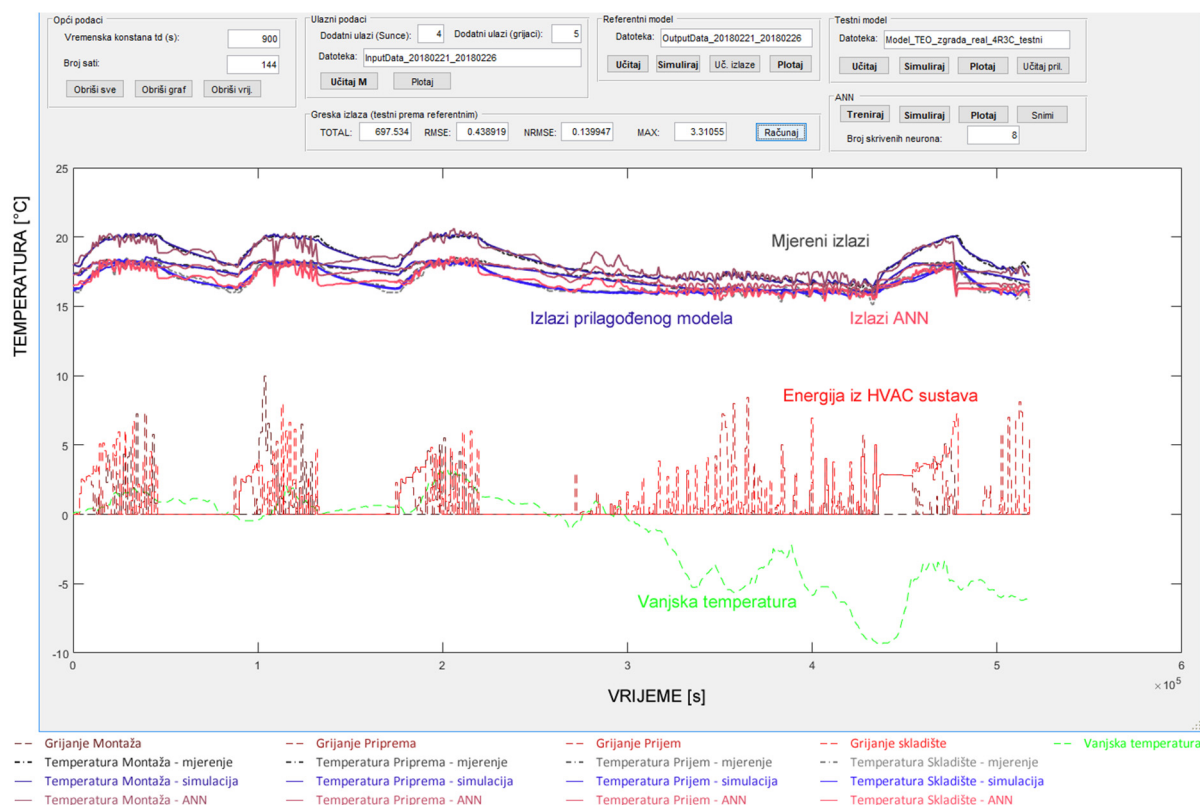 Opći podaci
Vremenska konstana td (s): 900
Broj sati: 144
Obriši sve Obriši graf Obriši vrij.
Ulazni podaci
Dodatni ulazi (Sunce): 4 Dodatni ulazi (grijaci): 5
Datoteka: InputData_20180221_20180226
Učitaj M Plotaj
Referentni model
Datoteka: OutputData_20180221_20180226
Učitaj Simuliraj Uč. izlaze Plotaj
Testni model
Datoteka: Model_TEO_zgrada_real_4R3C_testni
Učitaj Simuliraj Plotaj Učitaj pril.
Greska izlaza (testni prema referentnim)
TOTAL: 697.534 RMSE: 0.438919 NRMSE: 0.139947 MAX: 3.31055 Računaj
ANN
Treniraj Simuliraj Plotaj Snimi
Broj skrivenih neurona: 8
TEMPERATURA [°C]
25
20
15
10
5
0
-5
-10
Mjereni izlazi
Izlazi prilagođenog modela
Izlazi ANN
Energija iz HVAC sustava
Vanjska temperatura
0 1 2 3 4 5 6
× 10⁵
VRIJEME [s]
Grijanje Montaža Grijanje Priprema Grijanje Prijem Grijanje skladište Vanjska temperatura
Temperatura Montaža - mjerenje Temperatura Priprema - mjerenje Temperatura Prijem - mjerenje Temperatura Skladište - mjerenje
Temperatura Montaža - simulacija Temperatura Priprema - simulacija Temperatura Prijem - simulacija Temperatura Skladište - simulacija
Temperatura Montaža - ANN Temperatura Priprema - ANN Temperatura Prijem - ANN Temperatura Skladište - ANN